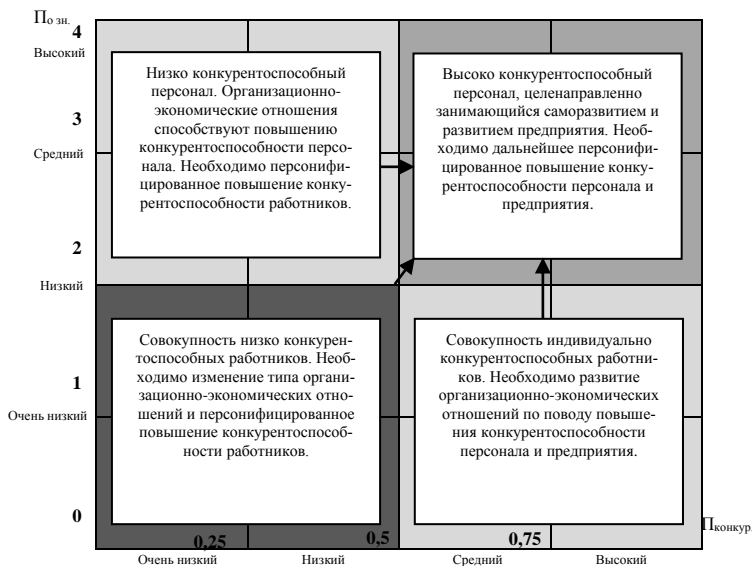 П о зн.
4
Высокий
3
Средний
2
Низкий
1
Очень низкий
0
Низко конкурентоспособный
персонал. Организационно-
экономические отношения
способствуют повышению
конкурентоспособности персо-
нала. Необходимо персонифи-
цированное повышение конку-
рентоспособности работников.
Высоко конкурентоспособный
персонал, целенаправленно
занимающийся саморазвитием и
развитием предприятия. Необ-
ходимо дальнейшее персонифи-
цированное повышение конку-
рентоспособности персонала и
предприятия.
Совокупность низко конкурен-
тоспособных работников. Необ-
ходимо изменение типа органи-
зационно-экономических отно-
шений и персонифицированное
повышение конкурентоспособ-
ности работников.
Совокупность индивидуально
конкурентоспособных работни-
ков. Необходимо развитие
организационно-экономических
отношений по поводу повыше-
ния конкурентоспособности
персонала и предприятия.
0,25
0,5
0,75
Пконкур.
Очень низкий
Низкий
Средний
Высокий